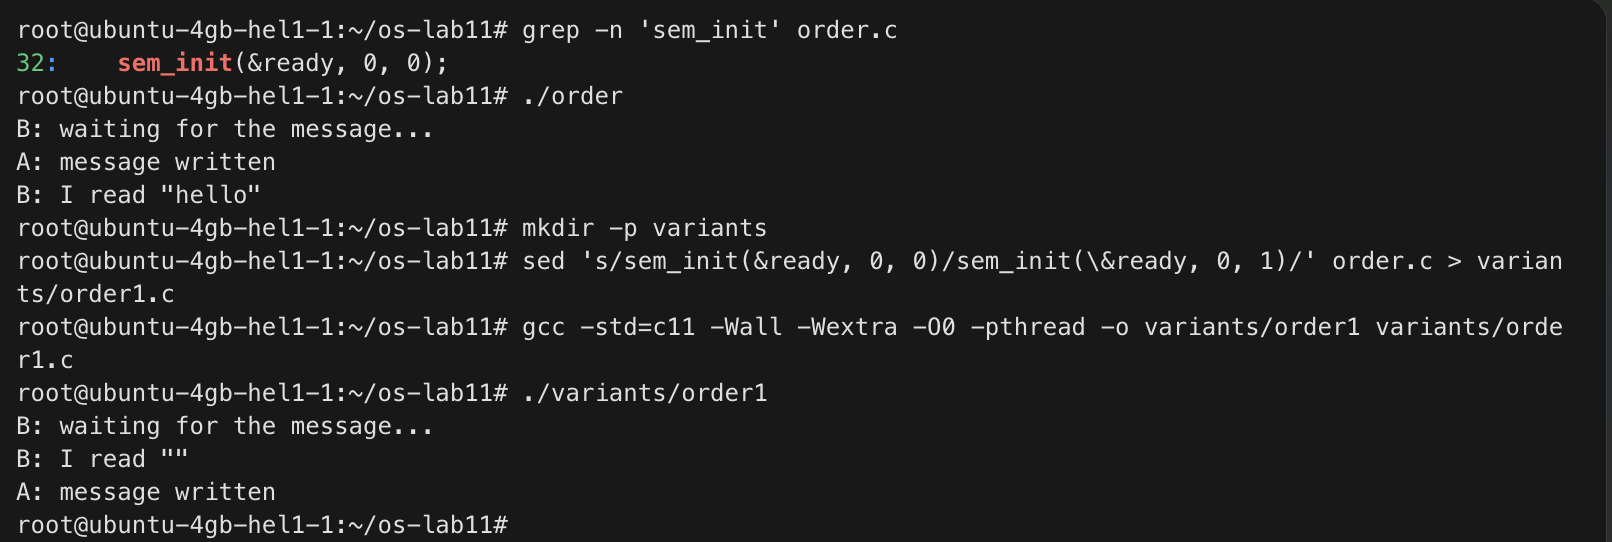 root@ubuntu-4gb-hel1-1:~/os-lab11# grep -n 'sem_init' order.c
32:    sem_init(&ready, 0, 0);
root@ubuntu-4gb-hel1-1:~/os-lab11# ./order
B: waiting for the message...
A: message written
B: I read "hello"
root@ubuntu-4gb-hel1-1:~/os-lab11# mkdir -p variants
root@ubuntu-4gb-hel1-1:~/os-lab11# sed 's/sem_init(&ready, 0, 0)/sem_init(\&ready, 0, 1)/' order.c > varian
ts/order1.c
root@ubuntu-4gb-hel1-1:~/os-lab11# gcc -std=c11 -Wall -Wextra -O0 -pthread -o variants/order1 variants/orde
r1.c
root@ubuntu-4gb-hel1-1:~/os-lab11# ./variants/order1
B: waiting for the message...
B: I read ""
A: message written
root@ubuntu-4gb-hel1-1:~/os-lab11#